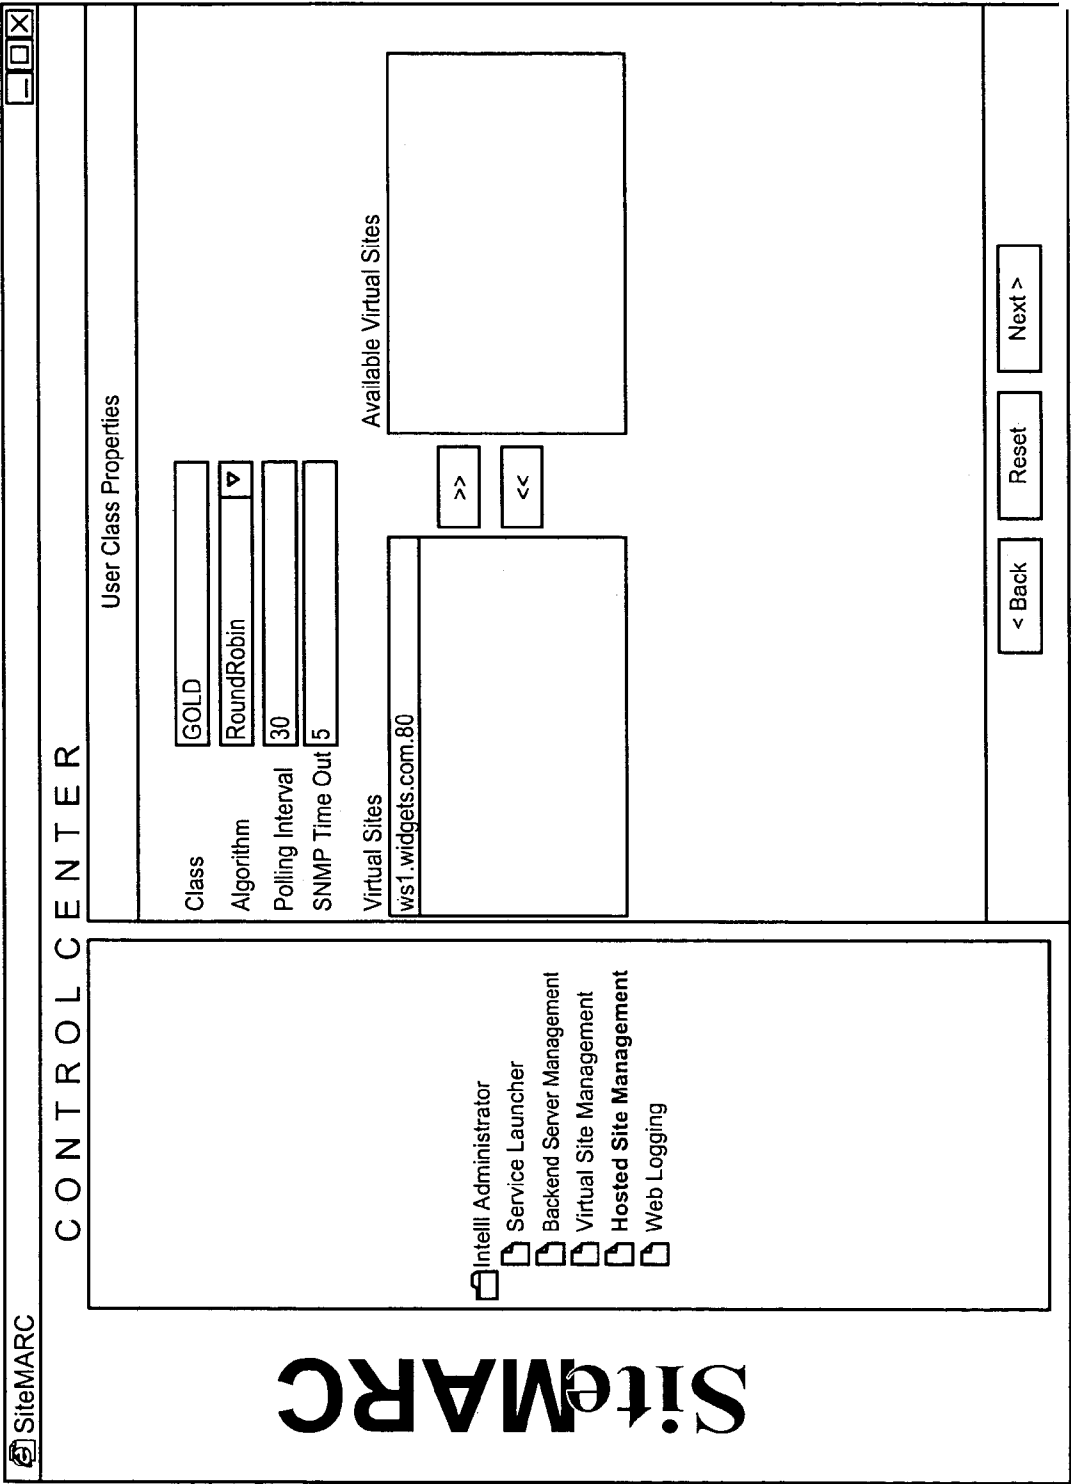 SiteMARC
CONTROL CENTER
SiteMARC
Intelll Administrator
Service Launcher
Backend Server Management
Virtual Site Management
Hosted Site Management
Web Logging
User Class Properties
Class GOLD
Algorithm RoundRobin
Polling Interval 30
SNMP Time Out 5
Virtual Sites
ws1.widgets.com.80
>>
<<
Available Virtual Sites
< Back Reset Next >